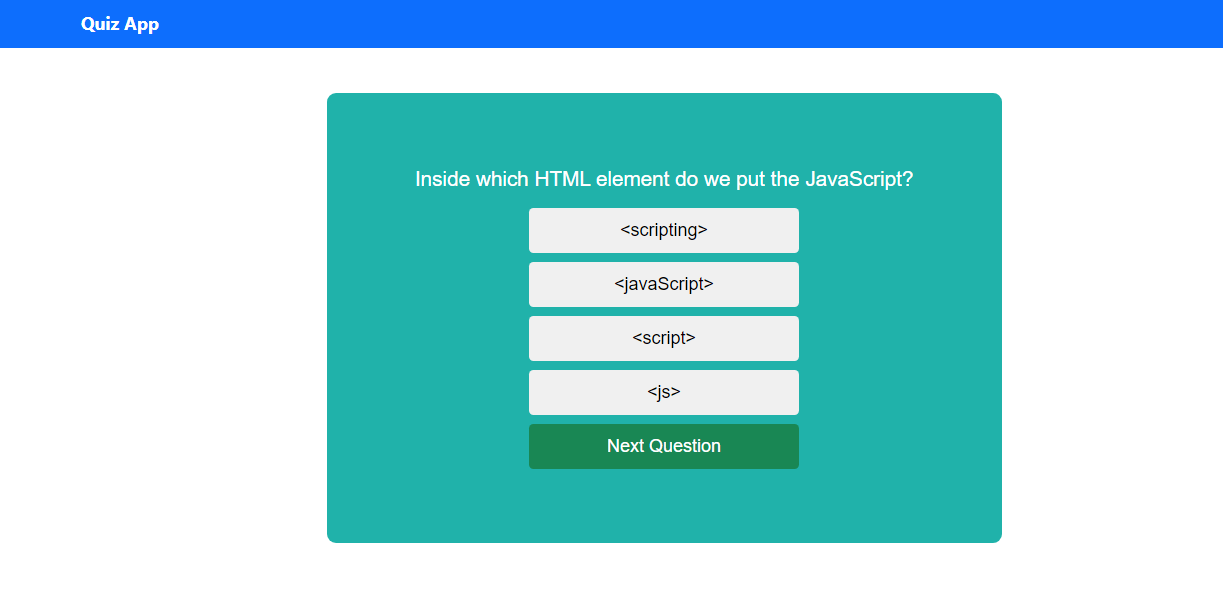 Quiz App
Inside which HTML element do we put the JavaScript?
<scripting>
<javaScript>
<script>
<js>
Next Question